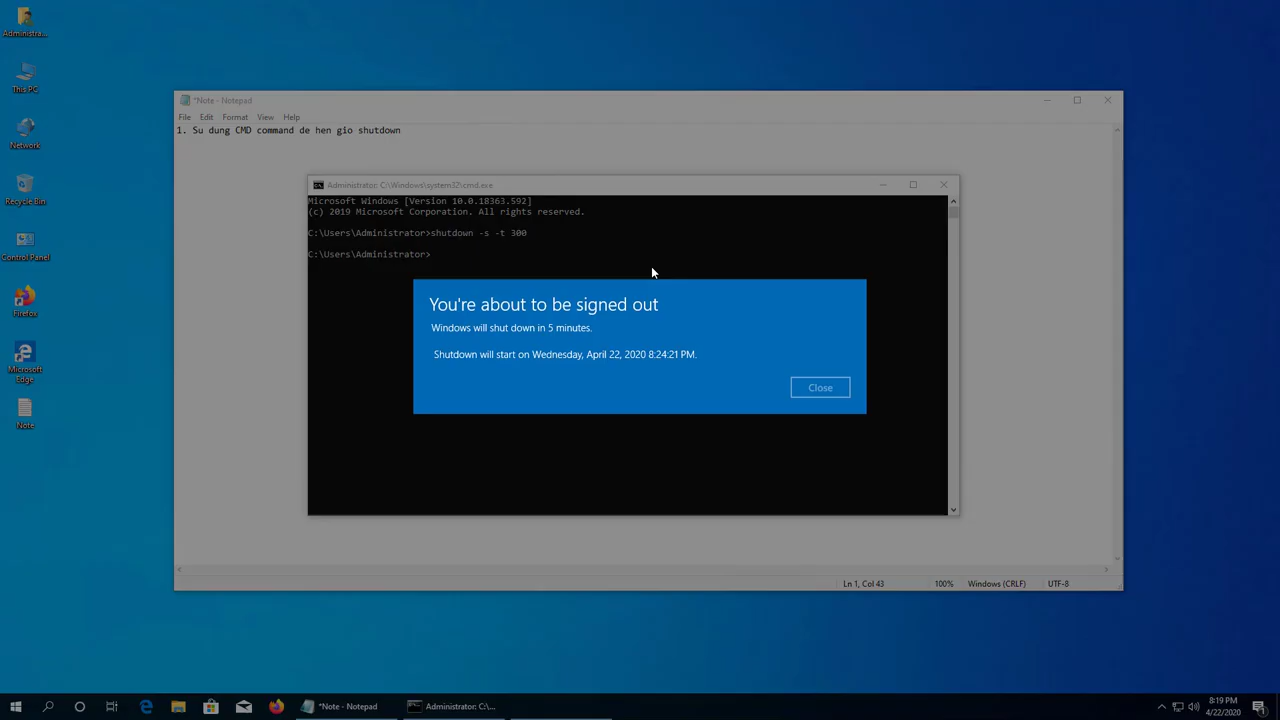 Administra...
This PC
Network
Recycle Bin
Control Panel
Firefox
Microsoft
Edge
Note
*Note - Notepad
File Edit Format View Help
1. Su dung CMD command de hen gio shutdown
Administrator: C:\Windows\system32\cmd.exe
Microsoft Windows [Version 10.0.18363.592]
(c) 2019 Microsoft Corporation. All rights reserved.
C:\Users\Administrator>shutdown -s -t 300
C:\Users\Administrator>
You're about to be signed out
Windows will shut down in 5 minutes.
Shutdown will start on Wednesday, April 22, 2020 8:24:21 PM.
Close
Ln 1, Col 43 100% Windows (CRLF) UTF-8
*Note - Notepad
Administrator: C:\...
8:19 PM
4/22/2020
1